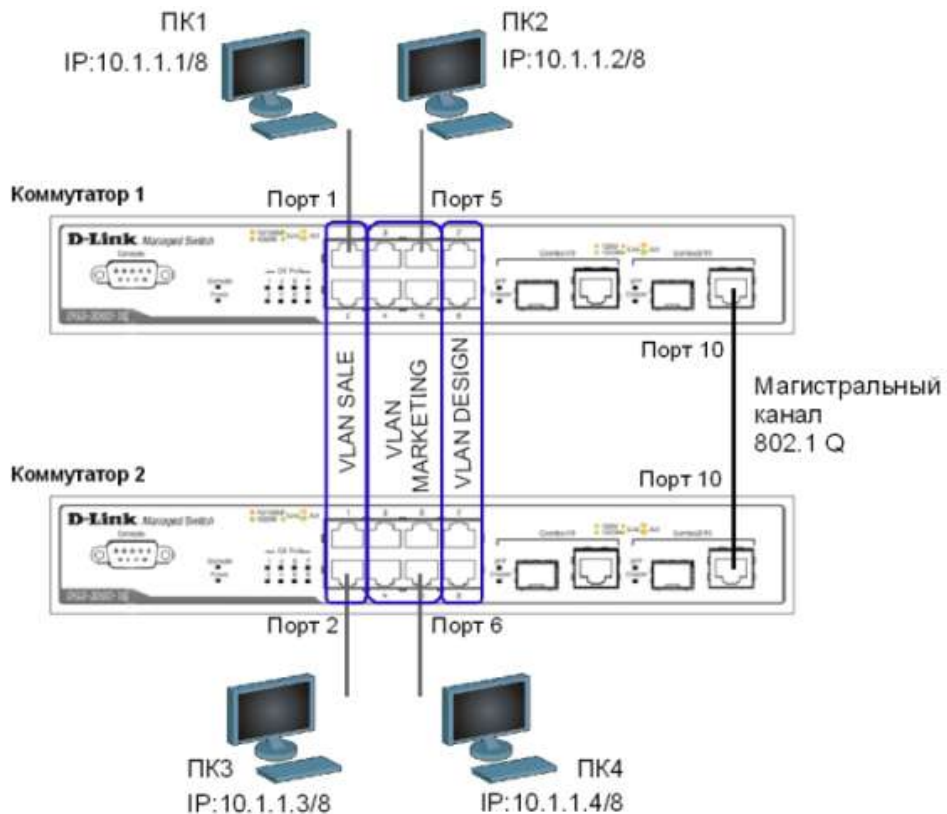 ПК1
IP:10.1.1.1/8
ПК2
IP:10.1.1.2/8
Коммутатор 1
Порт 1
Порт 5
D-Link Managed Switch
Console
VLAN SALE
VLAN
MARKETING
VLAN DESIGN
Порт 10
Магистральный
канал
802.1 Q
Порт 10
Коммутатор 2
D-Link Managed Switch
Console
Порт 2
Порт 6
ПК3
IP:10.1.1.3/8
ПК4
IP:10.1.1.4/8